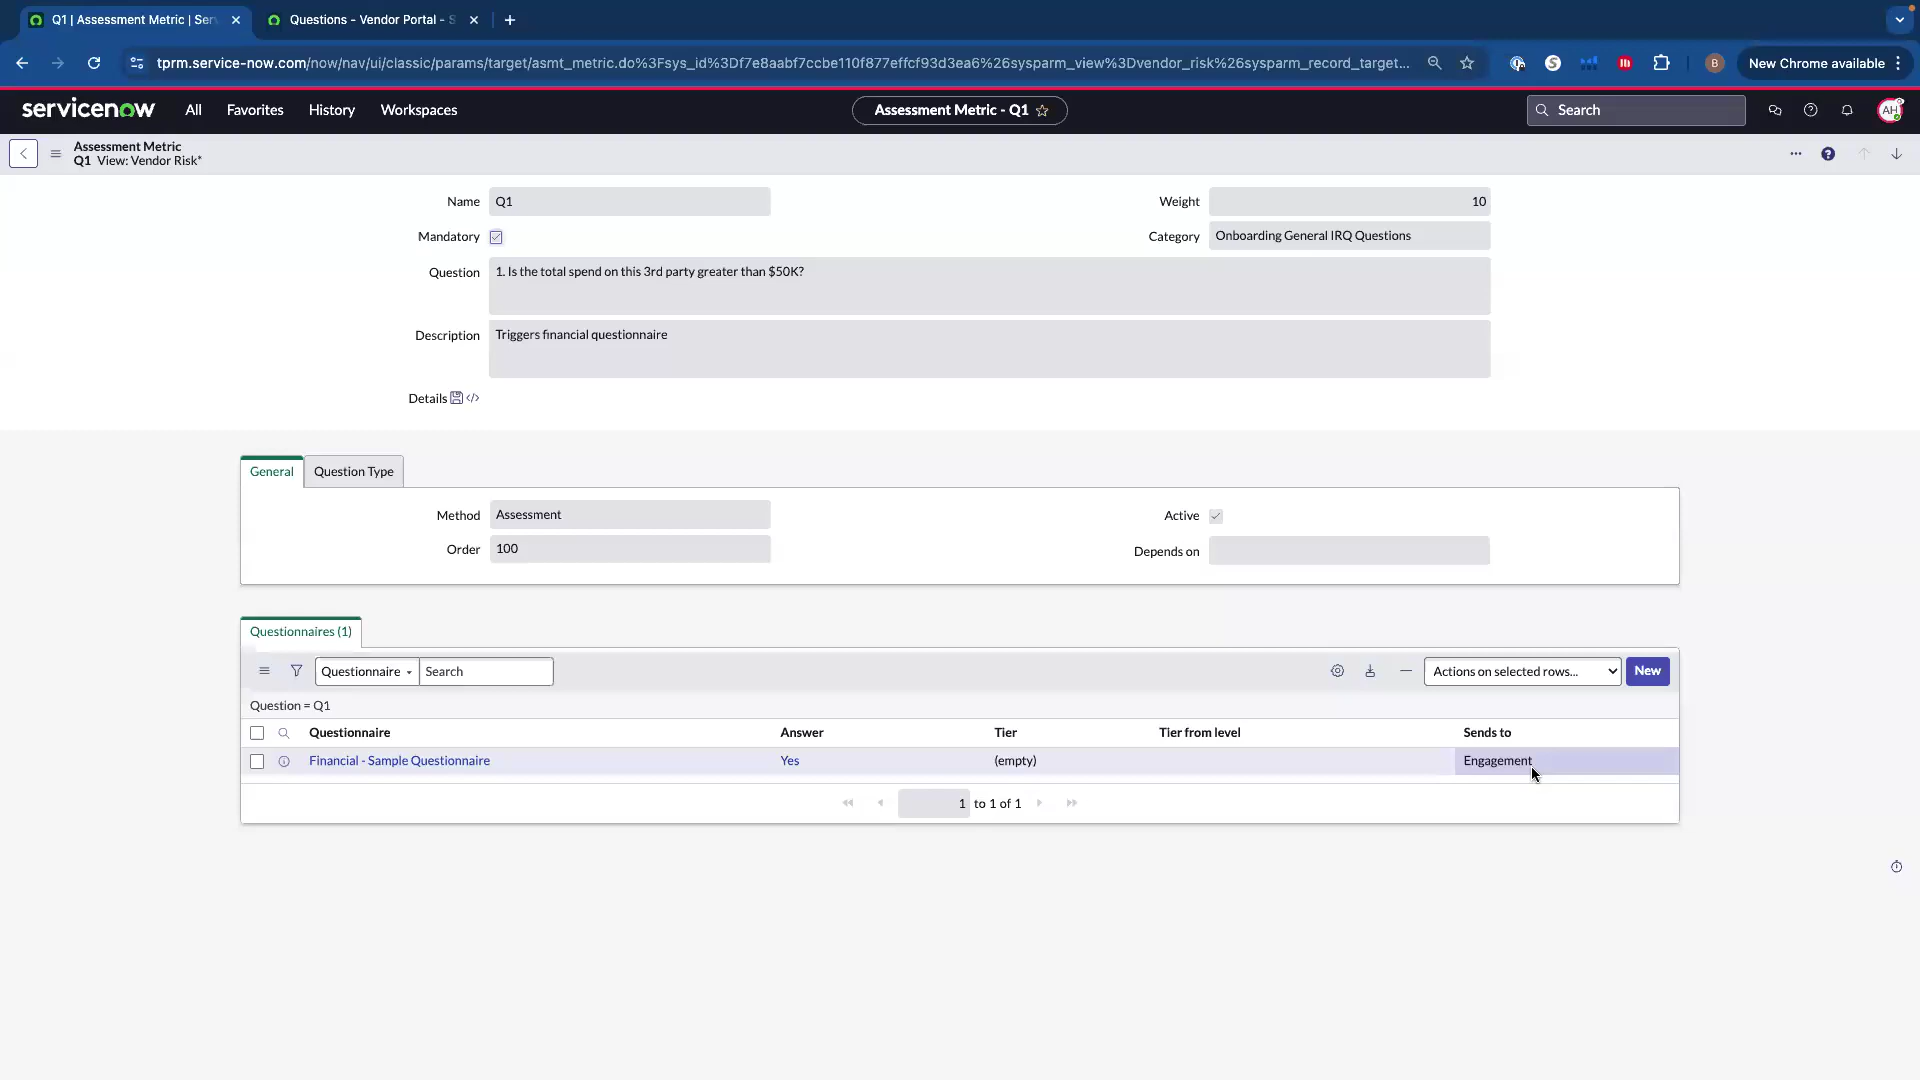 Q1 | Assessment Metric | Ser
Questions - Vendor Portal - S
tprm.service-now.com/now/nav/ui/classic/params/target/asmt_metric.do%3Fsys_id%3Df7e8aabf7ccbe110f877effcf93d3ea6%26sysparm_view%3Dvendor_risk%26sysparm_record_target...
B
New Chrome available
servicenow
All
Favorites
History
Workspaces
Assessment Metric - Q1
Search
AH
Assessment Metric
Q1 View: Vendor Risk*
Name
Q1
Weight
10
Mandatory
Category
Onboarding General IRQ Questions
Question
1. Is the total spend on this 3rd party greater than $50K?
Description
Triggers financial questionnaire
Details
General
Question Type
Method
Assessment
Active
Order
100
Depends on
Questionnaires (1)
Questionnaire
Search
Actions on selected rows...
New
Question = Q1
Questionnaire
Answer
Tier
Tier from level
Sends to
Financial - Sample Questionnaire
Yes
(empty)
Engagement
1 to 1 of 1